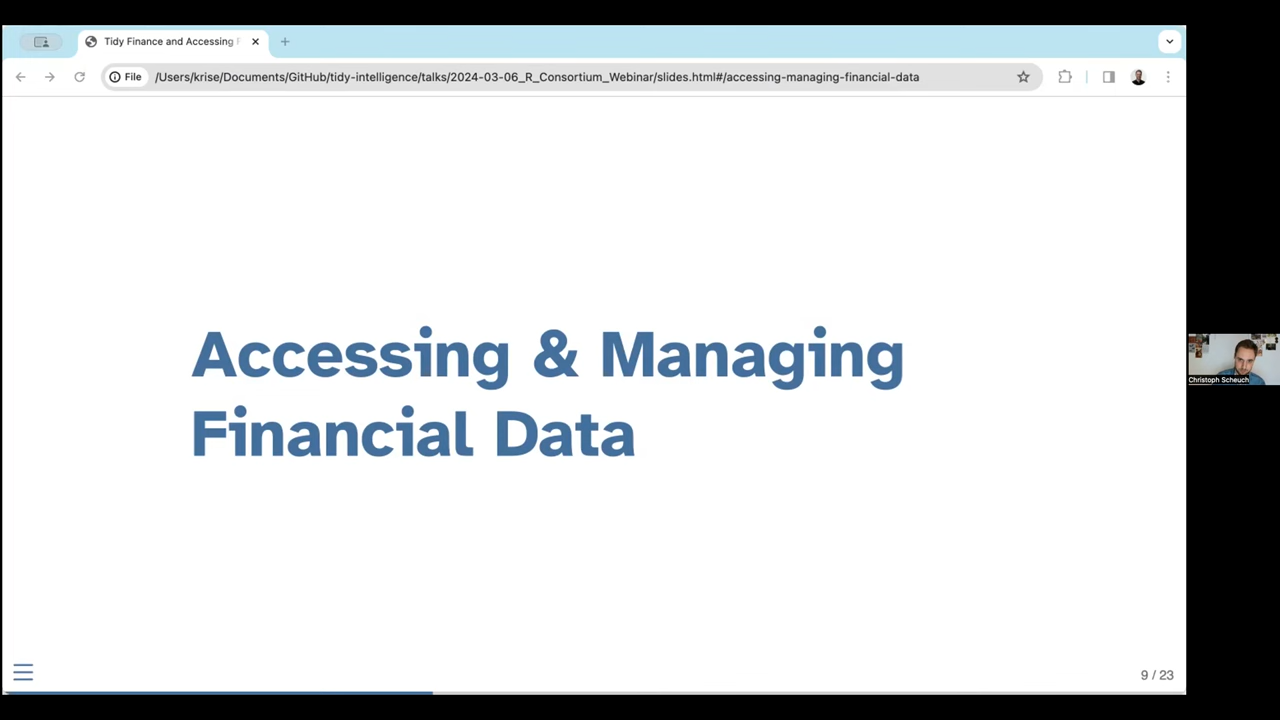 Tidy Finance and Accessing F
File
/Users/krise/Documents/GitHub/tidy-intelligence/talks/2024-03-06_R_Consortium_Webinar/slides.html#/accessing-managing-financial-data
Accessing & Managing
Financial Data
Christoph Scheuch
9 / 23